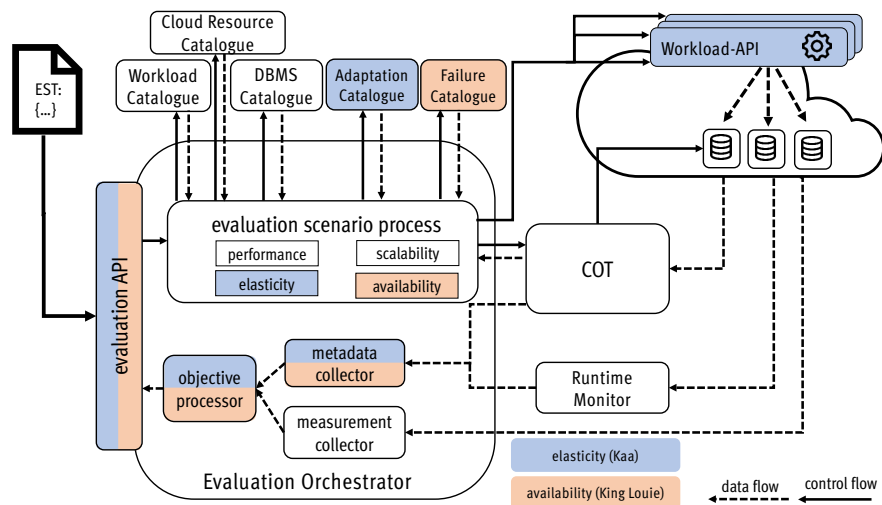 Cloud Resource
Catalogue
Workload-API
EST:
{...}
Workload
Catalogue
DBMS
Catalogue
Adaptation
Catalogue
Failure
Catalogue
evaluation scenario process
performance
scalability
elasticity
availability
COT
evaluation API
metadata
collector
objective
processor
Runtime
Monitor
measurement
collector
Evaluation Orchestrator
elasticity (Kaa)
availability (King Louie)
data flow
control flow